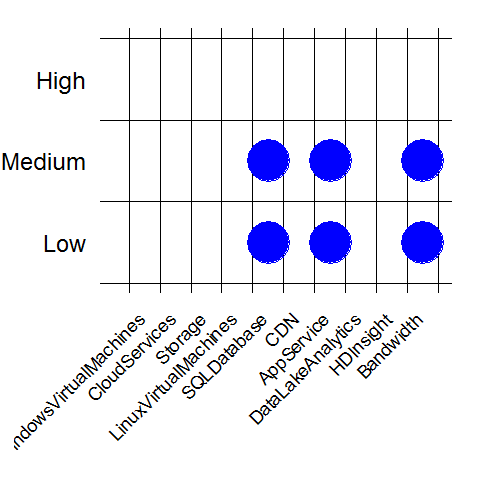 High
Medium
Low
ndowsVirtualMachines
CloudServices
Storage
LinuxVirtualMachines
SQLDatabase
CDN
AppService
DataLakeAnalytics
HDInsight
Bandwidth